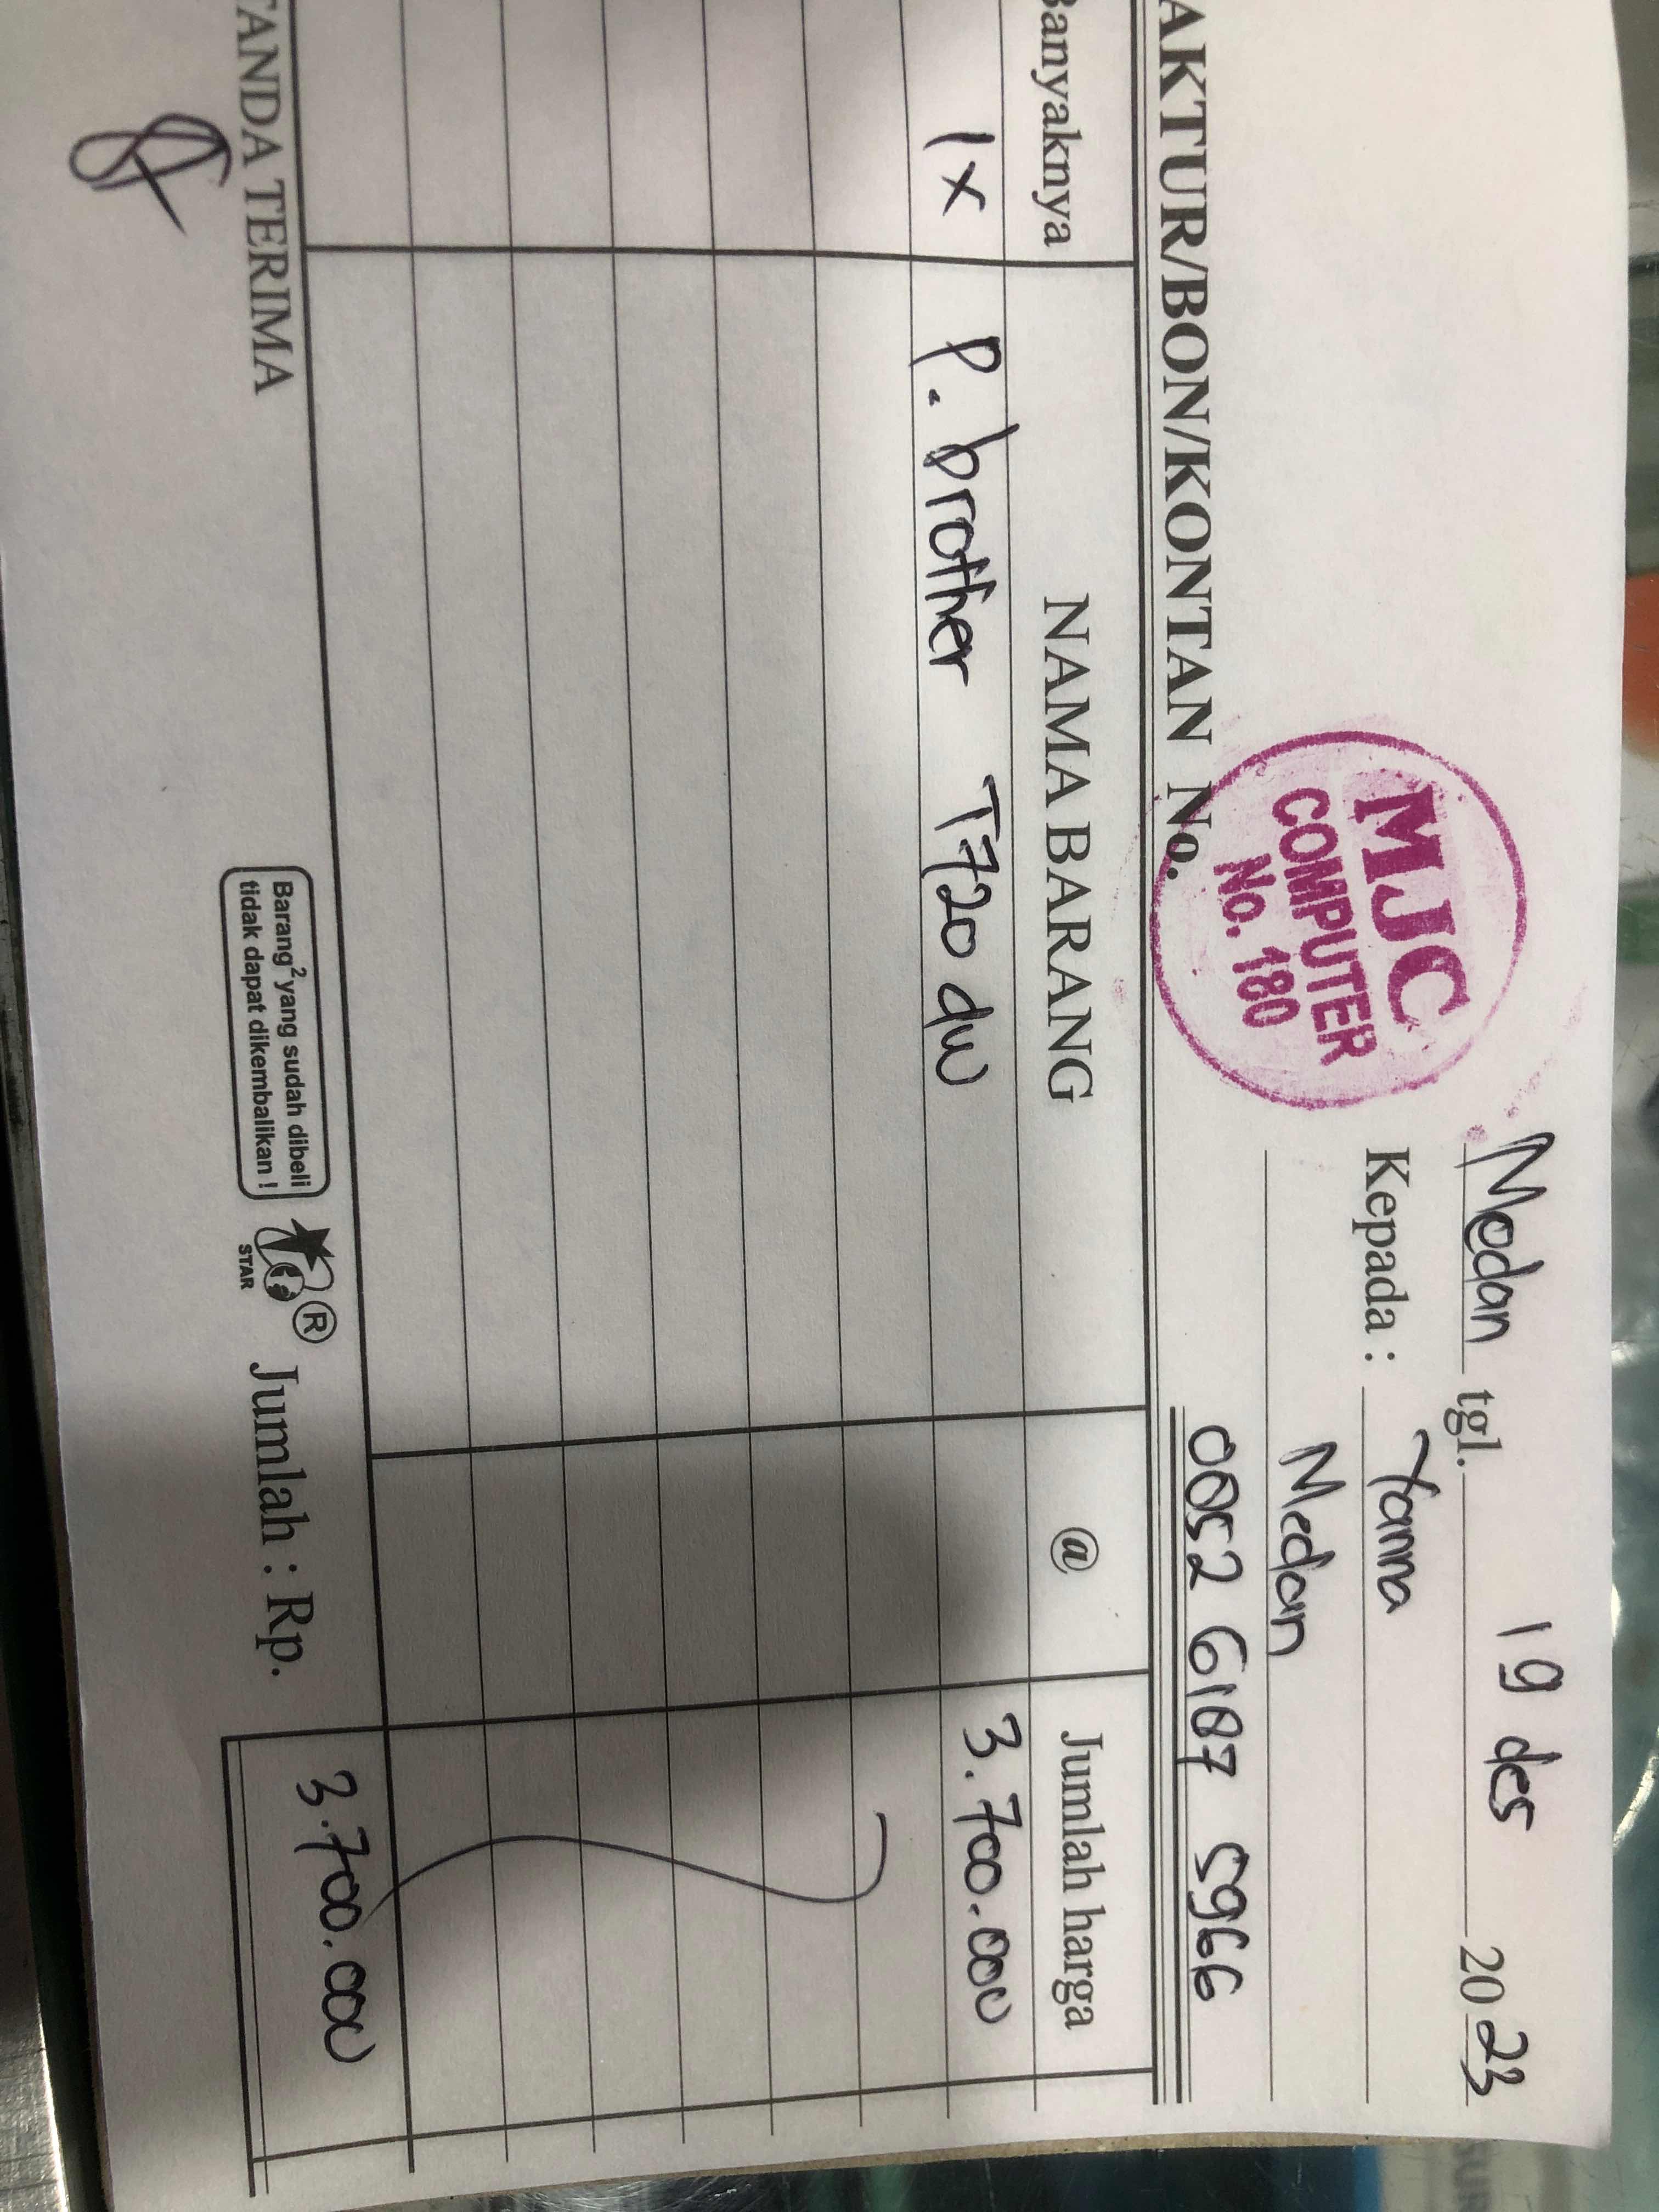 Medan tgl. 19 des 2023
MJC
COMPUTER
No. 180
Kepada : Yanna
Medan
0852 6107 5966
AKTUR/BON/KONTAN No.
Banyaknya NAMA BARANG @ Jumlah harga
1x P. brother T720 dw 3.700.000
TANDA TERIMA
Barang² yang sudah dibeli
tidak dapat dikembalikan !
STAR
®
Jumlah : Rp. 3.700.000